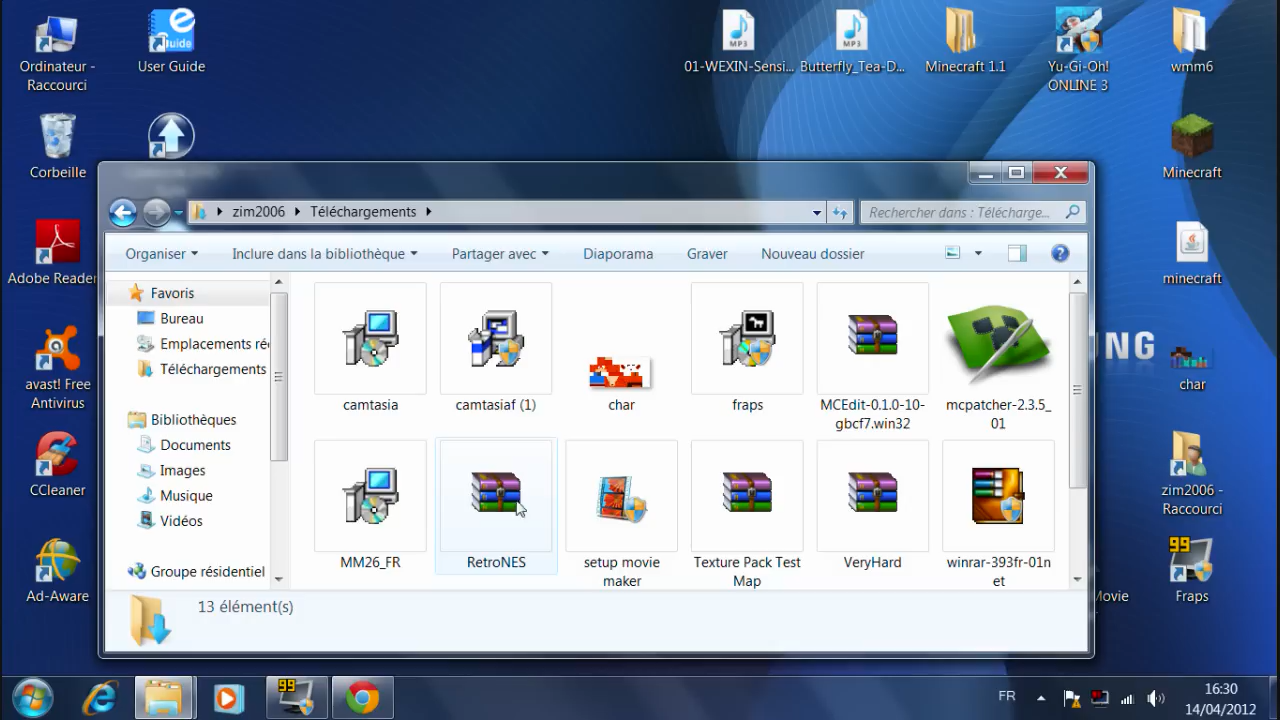 Ordinateur -
Raccourci
User Guide
MP3
01-WEXIN-Sensi...
MP3
Butterfly_Tea-D...
Minecraft 1.1
Yu-Gi-Oh!
ONLINE 3
wmm6
Corbeille
Minecraft
zim2006
Téléchargements
Rechercher dans : Télécharge...
Organiser
Inclure dans la bibliothèque
Partager avec
Diaporama
Graver
Nouveau dossier
Adobe Reader
minecraft
Favoris
Bureau
Emplacements ré
Téléchargements
Bibliothèques
Documents
Images
Musique
Vidéos
Groupe résidentiel
camtasia
camtasiaf (1)
char
fraps
MCEdit-0.1.0-10-
gbcf7.win32
mcpatcher-2.3.5_
01
MM26_FR
RetroNES
setup movie
maker
Texture Pack Test
Map
VeryHard
winrar-393fr-01n
et
13 élément(s)
avast! Free
Antivirus
UNG
char
CCleaner
zim2006 -
Raccourci
Ad-Aware
Movie
99
Fraps
99
FR
16:30
14/04/2012